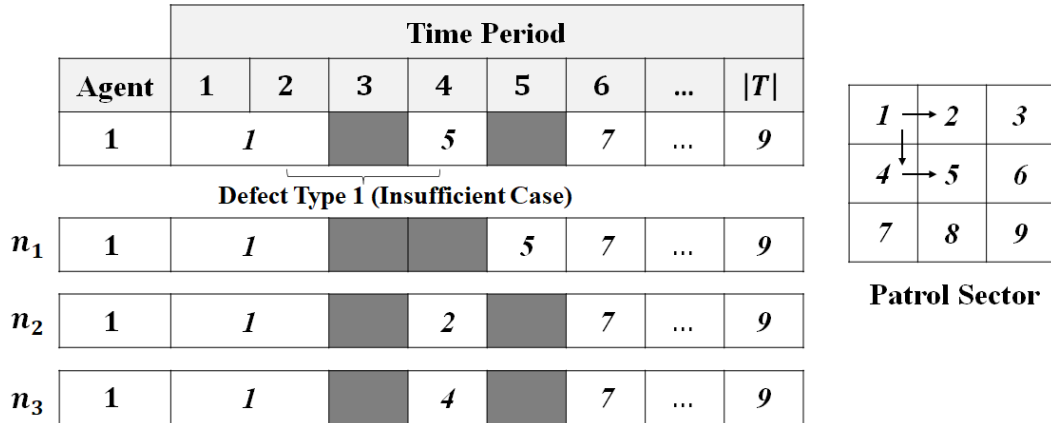 Time Period
Agent 1 2 3 4 5 6 ... |T|
1 1 5 7 ... 9
Defect Type 1 (Insufficient Case)
n₁ 1 1 5 7 ... 9
n₂ 1 1 2 7 ... 9
n₃ 1 1 4 7 ... 9
1 2 3
4 5 6
7 8 9
Patrol Sector